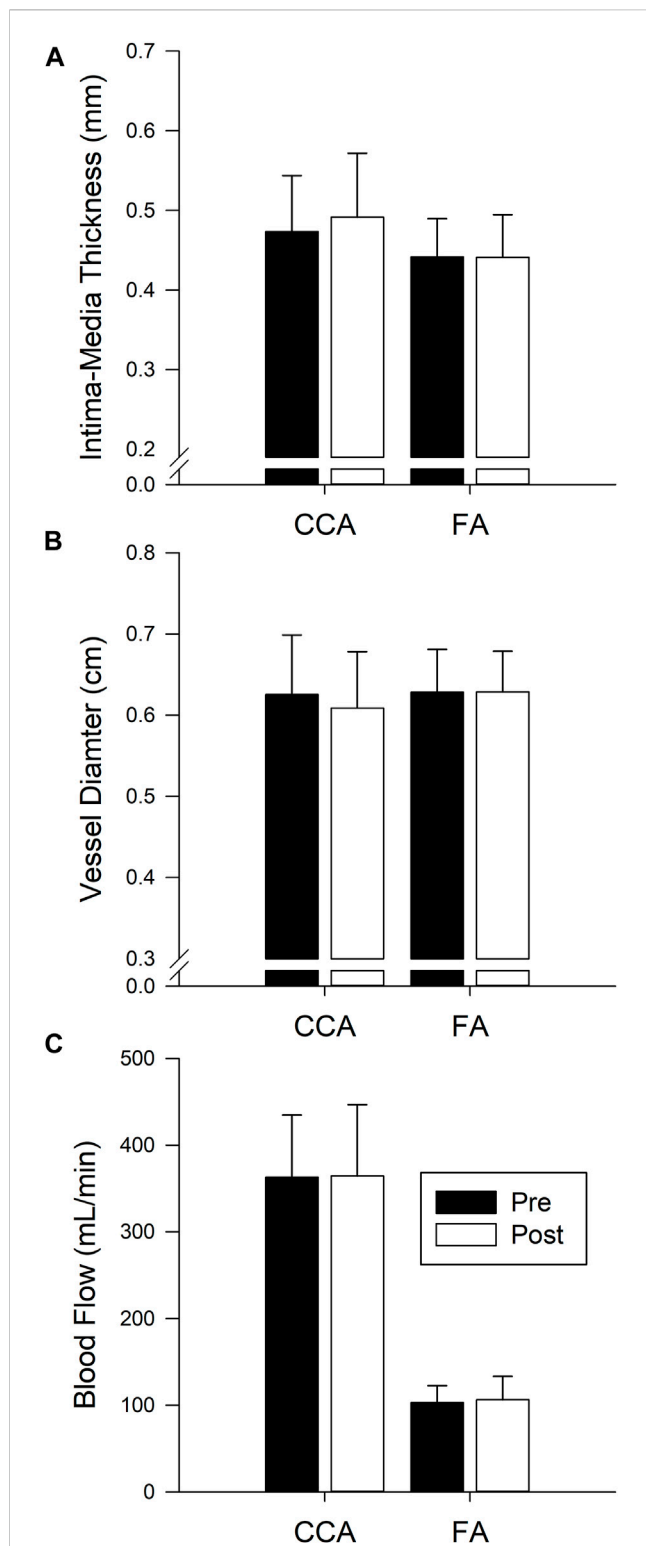 A
Intima-Media Thickness (mm)
0.7
0.6
0.5
0.4
0.3
0.2
0.0
CCA FA
B
Vessel Diamter (cm)
0.8
0.7
0.6
0.5
0.4
0.3
0.0
CCA FA
C
Blood Flow (mL/min)
500
400
300
200
100
0
Pre
Post
CCA FA